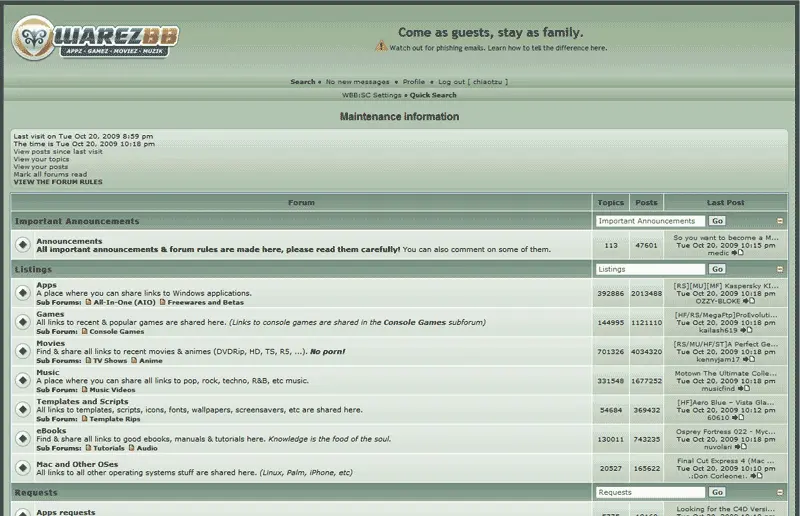 WAREZBB
APPZ - GAMEZ - MOVIEZ - MUZIK
Come as guests, stay as family.
Watch out for phishing emails. Learn how to tell the difference here.
Search • No new messages • Profile • Log out [ chiaotzu ]
WBB:SC Settings • Quick Search
Maintenance information
Last visit on Tue Oct 20, 2009 8:59 pm
The time is Tue Oct 20, 2009 10:18 pm
View posts since last visit
View your topics
View your posts
Mark all forums read
VIEW THE FORUM RULES
Forum Topics Posts Last Post
Important Announcements Important Announcements Go
Announcements
All important announcements & forum rules are made here, please read them carefully! You can also comment on some of them.
113 47601
So you want to become a M...
Tue Oct 20, 2009 10:15 pm
medic
Listings Listings Go
Apps
A place where you can share links to Windows applications.
Sub Forums: All-In-One (AIO) Freewares and Betas
392886 2013488
[RS][MU][MF] Kaspersky KI...
Tue Oct 20, 2009 10:18 pm
OZZY-BLOKE
Games
All links to recent & popular games are shared here. (Links to console games are shared in the Console Games subforum)
Sub Forum: Console Games
144995 1121110
[HF/RS/MegaFtp]ProEvoluti...
Tue Oct 20, 2009 10:18 pm
kailash619
Movies
Find & share all links to recent movies & animes (DVDRip, HD, TS, R5, ...). No porn!
Sub Forums: TV Shows Anime
701326 4034320
[RS/MU/HF/ST]A Perfect Ge...
Tue Oct 20, 2009 10:18 pm
kennyjam17
Music
A place where you can share all links to pop, rock, techno, R&B, etc music.
Sub Forum: Music Videos
331548 1677252
Motown The Ultimate Colle...
Tue Oct 20, 2009 10:18 pm
musicfind
Templates and Scripts
All links to templates, scripts, icons, fonts, wallpapers, screensavers, etc are shared here.
Sub Forum: Template Rips
54684 369432
[HF]Aero Blue - Vista Gla...
Tue Oct 20, 2009 10:12 pm
60610
eBooks
Find & share all links to good ebooks, manuals & tutorials here. Knowledge is the food of the soul.
Sub Forums: Tutorials Audio
130011 743235
Osprey Fortress 022 - Myc...
Tue Oct 20, 2009 10:18 pm
nuvolari
Mac and Other OSes
All links to all other operating systems stuff are shared here. (Linux, Palm, iPhone, etc)
20527 165622
Final Cut Express 4 (Mac ...
Tue Oct 20, 2009 10:10 pm
.:Don Corleone:.
Requests Requests Go
Apps requests
Looking for the C4D Versi...